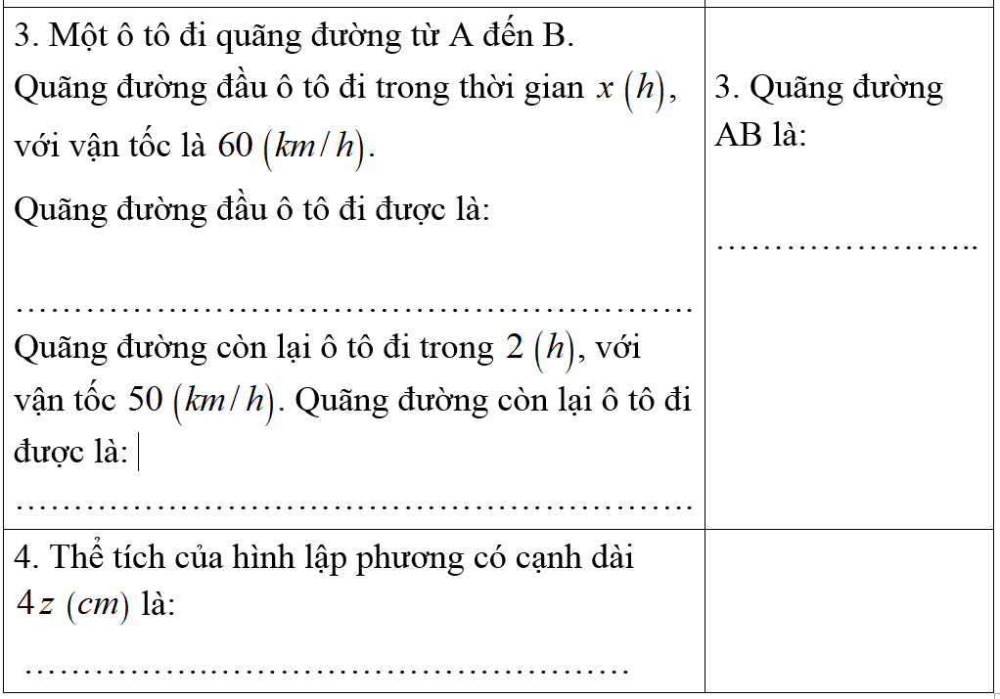 3. Một ô tô đi quãng đường từ A đến B.
Quãng đường đầu ô tô đi trong thời gian x (h),
với vận tốc là 60 (km/h).
Quãng đường đầu ô tô đi được là:
……………………………………………………
Quãng đường còn lại ô tô đi trong 2 (h), với
vận tốc 50 (km/h). Quãng đường còn lại ô tô đi
được là:
……………………………………………………
3. Quãng đường
AB là:
…………………..
4. Thể tích của hình lập phương có cạnh dài
4z (cm) là:
………………………………………………